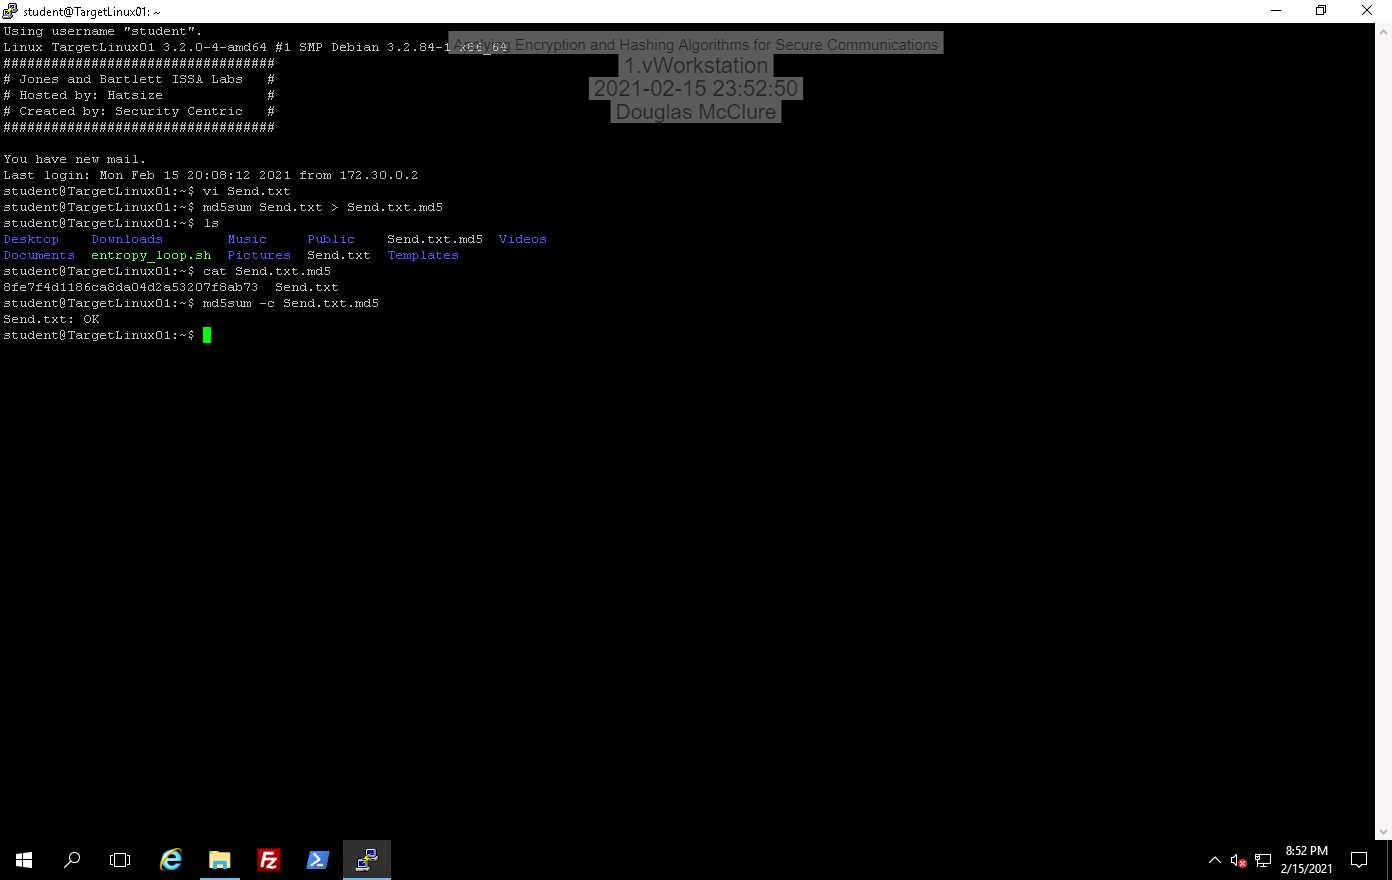 student@TargetLinux01: ~
Using username "student".
Linux TargetLinux01 3.2.0-4-amd64 #1 SMP Debian 3.2.84-1 x86_64
Applying Encryption and Hashing Algorithms for Secure Communications
1.vWorkstation
2021-02-15 23:52:50
Douglas McClure
##################################
# Jones and Bartlett ISSA Labs   #
# Hosted by: Hatsize             #
# Created by: Security Centric   #
##################################
You have new mail.
Last login: Mon Feb 15 20:08:12 2021 from 172.30.0.2
student@TargetLinux01:~$ vi Send.txt
student@TargetLinux01:~$ md5sum Send.txt > Send.txt.md5
student@TargetLinux01:~$ ls
Desktop    Downloads        Music     Public    Send.txt.md5  Videos
Documents  entropy_loop.sh  Pictures  Send.txt  Templates
student@TargetLinux01:~$ cat Send.txt.md5
8fe7f4d1186ca8da04d2a53207f8ab73  Send.txt
student@TargetLinux01:~$ md5sum -c Send.txt.md5
Send.txt: OK
student@TargetLinux01:~$
8:52 PM
2/15/2021